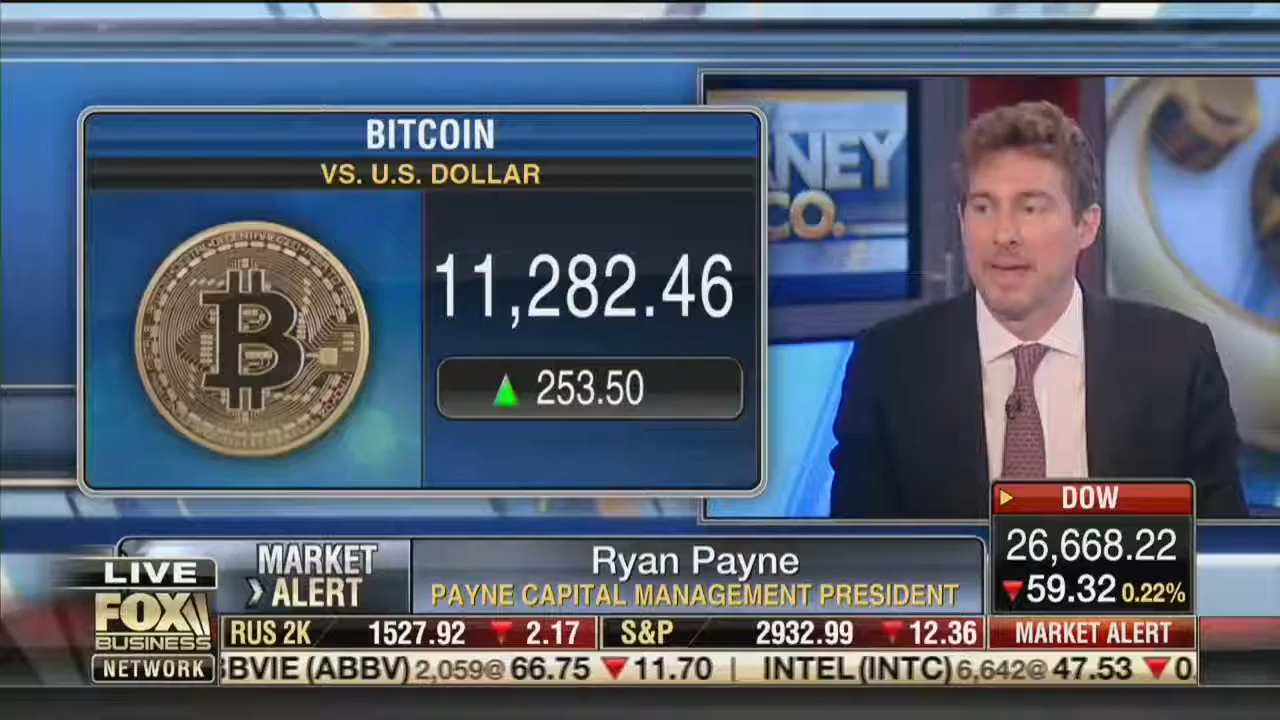 BITCOIN
VS. U.S. DOLLAR
11,282.46
▲ 253.50
NEY
CO.
DOW
26,668.22
▼59.32 0.22%
MARKET ALERT
MARKET
ALERT
Ryan Payne
PAYNE CAPITAL MANAGEMENT PRESIDENT
LIVE
FOX
BUSINESS
NETWORK
RUS 2K 1527.92 ▼ 2.17 S&P 2932.99 ▼ 12.36
BBVIE (ABBV) 2,059@ 66.75 ▼11.70 | INTEL(INTC) 6,642@ 47.53 ▼0